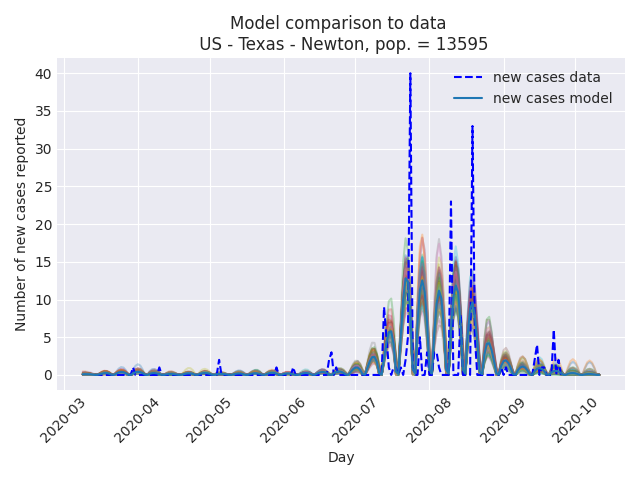 Model comparison to data
US - Texas - Newton, pop. = 13595
new cases data
new cases model
Number of new cases reported
40
35
30
25
20
15
10
5
0
2020-03
2020-04
2020-05
2020-06
2020-07
2020-08
2020-09
2020-10
Day